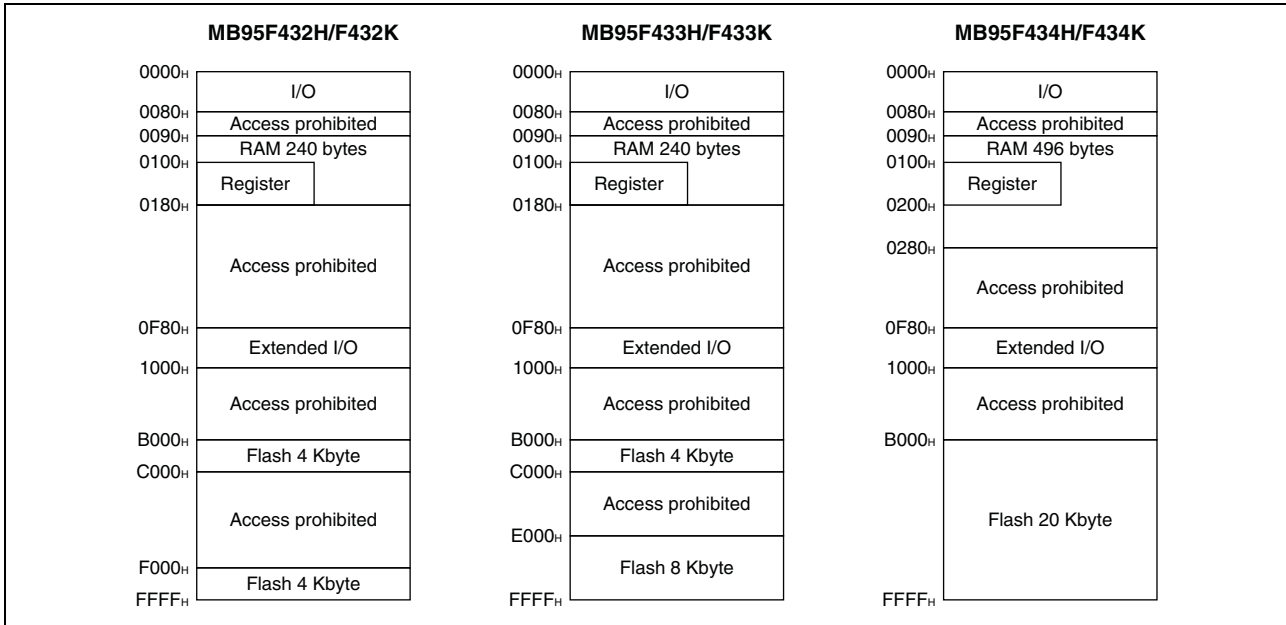 MB95F432H/F432K
0000H
I/O
0080H
Access prohibited
0090H
RAM 240 bytes
0100H
Register
0180H
Access prohibited
0F80H
Extended I/O
1000H
Access prohibited
B000H
Flash 4 Kbyte
C000H
Access prohibited
F000H
Flash 4 Kbyte
FFFFH
MB95F433H/F433K
0000H
I/O
0080H
Access prohibited
0090H
RAM 240 bytes
0100H
Register
0180H
Access prohibited
0F80H
Extended I/O
1000H
Access prohibited
B000H
Flash 4 Kbyte
C000H
Access prohibited
E000H
Flash 8 Kbyte
FFFFH
MB95F434H/F434K
0000H
I/O
0080H
Access prohibited
0090H
RAM 496 bytes
0100H
Register
0200H
0280H
Access prohibited
0F80H
Extended I/O
1000H
Access prohibited
B000H
Flash 20 Kbyte
FFFFH